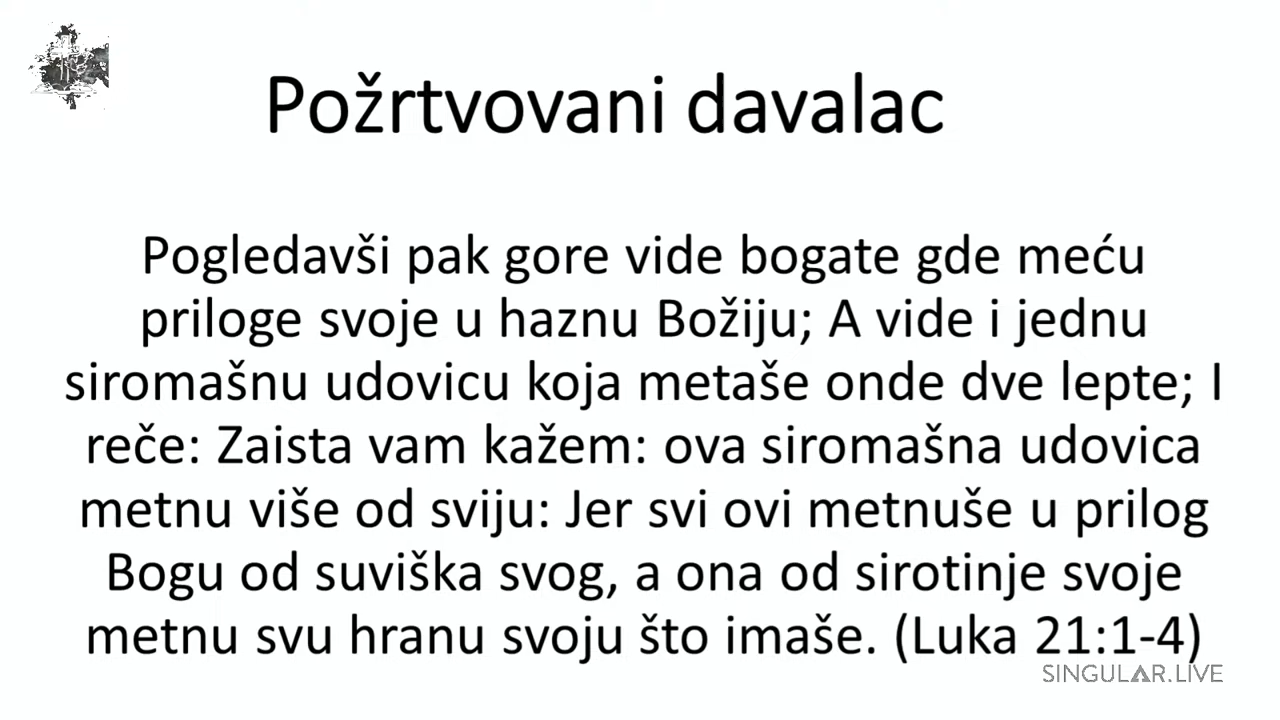 Požrtvovani davalac
Pogledavši pak gore vide bogate gde meću
priloge svoje u haznu Božiju; A vide i jednu
siromašnu udovicu koja metaše onde dve lepte; I
reče: Zaista vam kažem: ova siromašna udovica
metnu više od sviju: Jer svi ovi metnuše u prilog
Bogu od suviška svog, a ona od sirotinje svoje
metnu svu hranu svoju što imaše. (Luka 21:1-4)
SINGULAR.LIVE